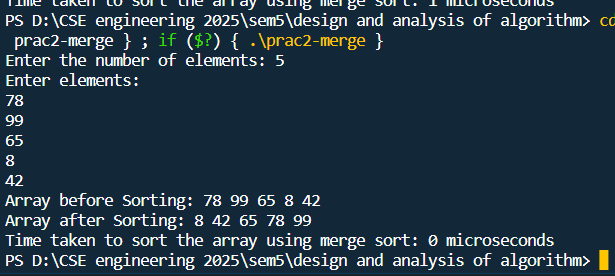 Time taken to sort the array using merge sort: 1 microseconds
PS D:\CSE engineering 2025\sem5\design and analysis of algorithm> cd
prac2-merge } ; if ($?) { .\prac2-merge }
Enter the number of elements: 5
Enter elements:
78
99
65
8
42
Array before Sorting: 78 99 65 8 42
Array after Sorting: 8 42 65 78 99
Time taken to sort the array using merge sort: 0 microseconds
PS D:\CSE engineering 2025\sem5\design and analysis of algorithm>